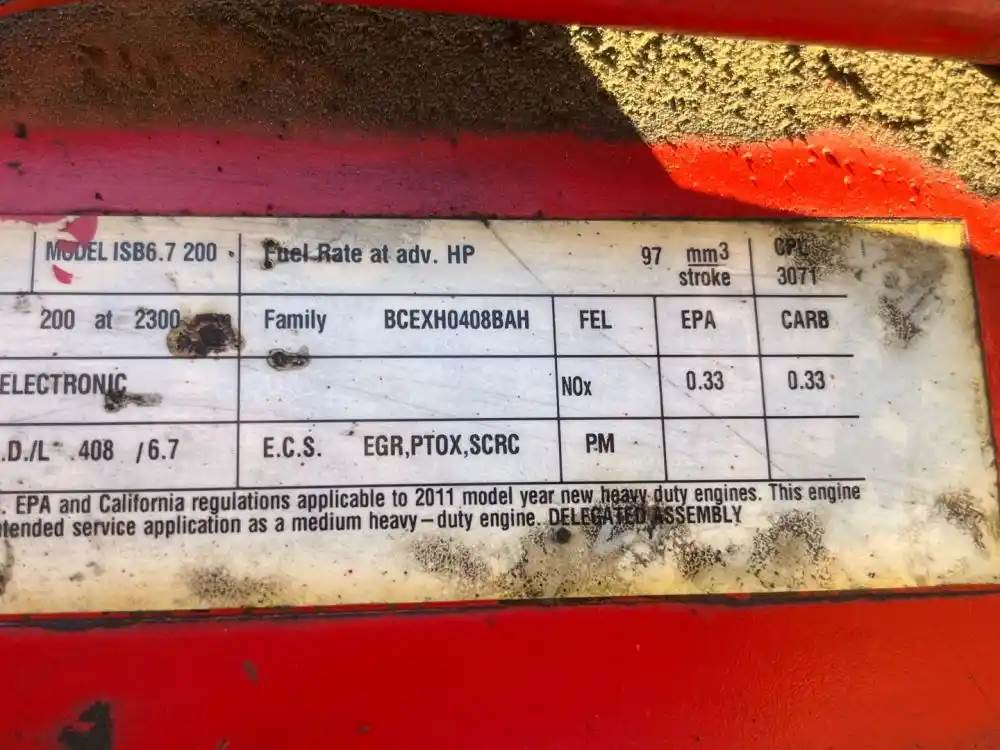 MODEL ISB6.7 200 Fuel Rate at adv. HP 97 mm3 stroke CPL 3071
200 at 2300 Family BCEXH0408BAH FEL EPA CARB
ELECTRONIC NOx 0.33 0.33
.D./L .408 /6.7 E.C.S. EGR,PTOX,SCRC PM
. EPA and California regulations applicable to 2011 model year new heavy duty engines. This engine
ntended service application as a medium heavy-duty engine. DELEGATED ASSEMBLY